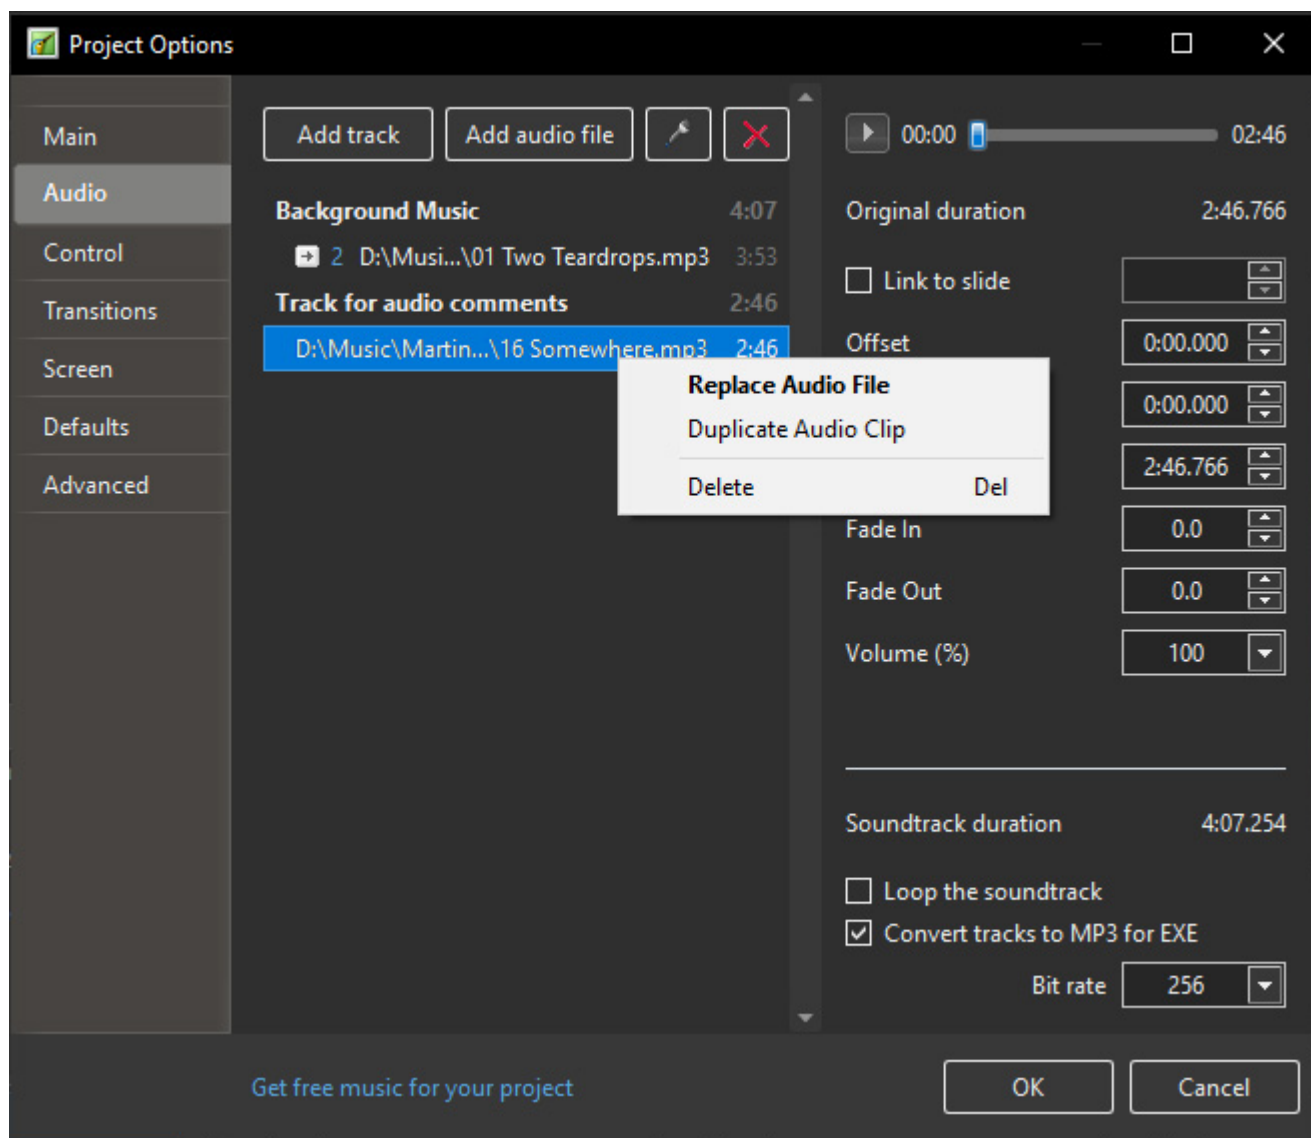 Project Options
Main
Audio
Control
Transitions
Screen
Defaults
Advanced
Add track Add audio file
Background Music 4:07
2 D:\Musi...\01 Two Teardrops.mp3 3:53
Track for audio comments 2:46
D:\Music\Martin...\16 Somewhere.mp3 2:46
Replace Audio File
Duplicate Audio Clip
Delete Del
00:00 02:46
Original duration 2:46.766
Link to slide
Offset 0:00.000
0:00.000
2:46.766
Fade In 0.0
Fade Out 0.0
Volume (%) 100
Soundtrack duration 4:07.254
Loop the soundtrack
Convert tracks to MP3 for EXE
Bit rate 256
Get free music for your project
OK Cancel